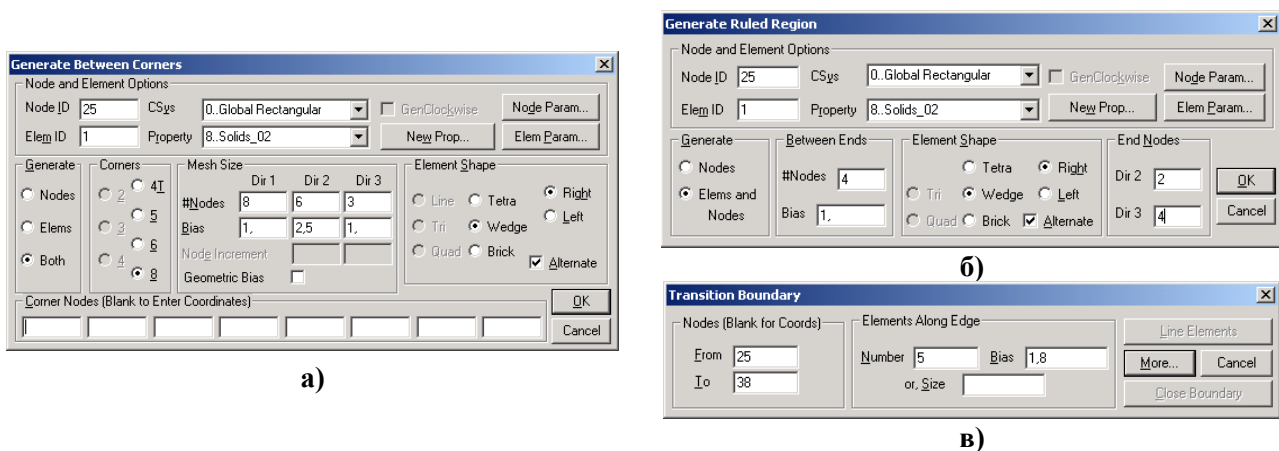 Generate Between Corners
Node and Element Options
Node ID 25 CSys 0..Global Rectangular GenClockwise Node Param...
Elem ID 1 Property 8..Solids_02 New Prop... Elem Param...
Generate Corners Mesh Size Element Shape
Dir 1 Dir 2 Dir 3
Nodes 2 4T #Nodes 8 6 3 Line Tetra Right
Elems 3 5 Bias 1, 2,5 1, Tri Wedge Left
Both 4 6 Node Increment Quad Brick Alternate
8 Geometric Bias
Corner Nodes (Blank to Enter Coordinates) OK
Cancel
а)
Generate Ruled Region
Node and Element Options
Node ID 25 CSys 0..Global Rectangular GenClockwise Node Param...
Elem ID 1 Property 8..Solids_02 New Prop... Elem Param...
Generate Between Ends Element Shape End Nodes
Nodes #Nodes 4 Tetra Right Dir 2 2 OK
Elems and Nodes Bias 1, Tri Wedge Left Dir 3 4 Cancel
Quad Brick Alternate
б)
Transition Boundary
Nodes (Blank for Coords) Elements Along Edge Line Elements
From 25 Number 5 Bias 1,8 More... Cancel
To 38 or, Size Close Boundary
в)